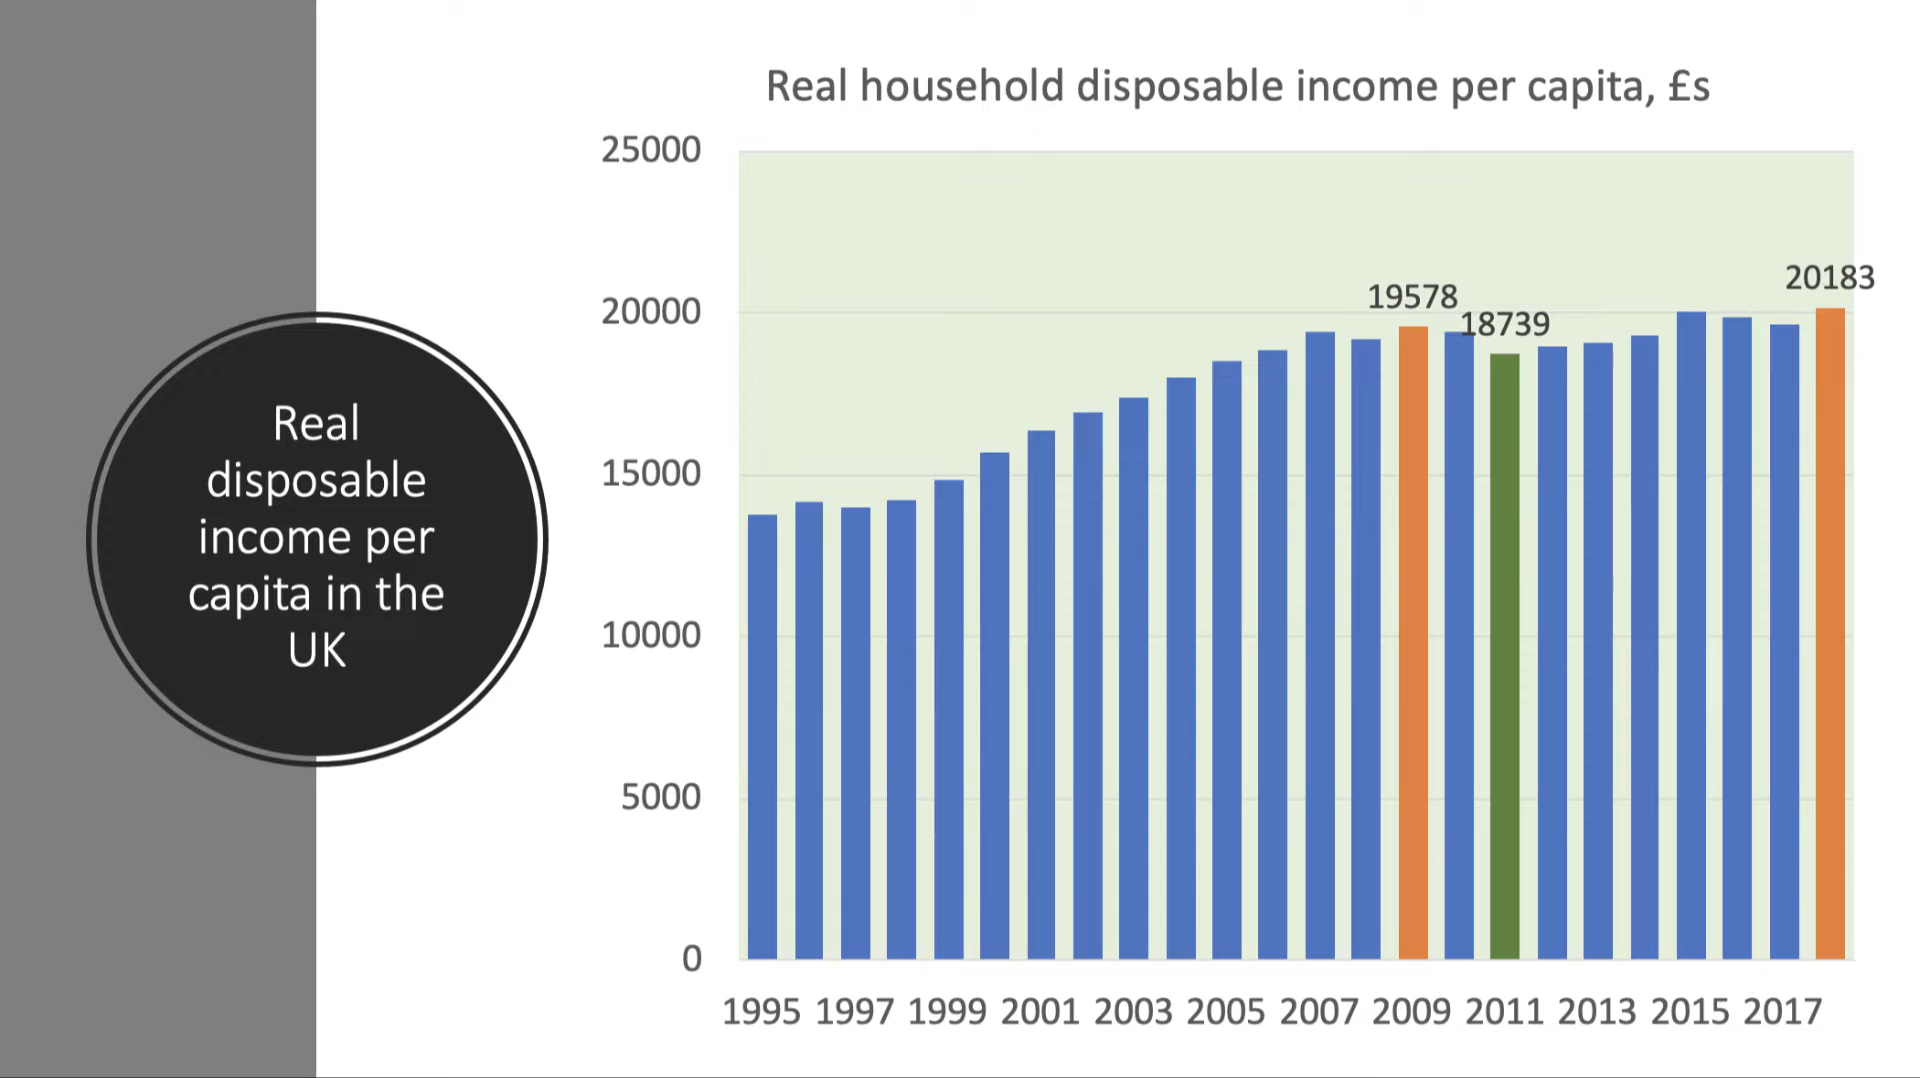 Real
disposable
income per
capita in the
UK
Real household disposable income per capita, £s
25000
20000
15000
10000
5000
0
19578
18739
20183
1995 1997 1999 2001 2003 2005 2007 2009 2011 2013 2015 2017